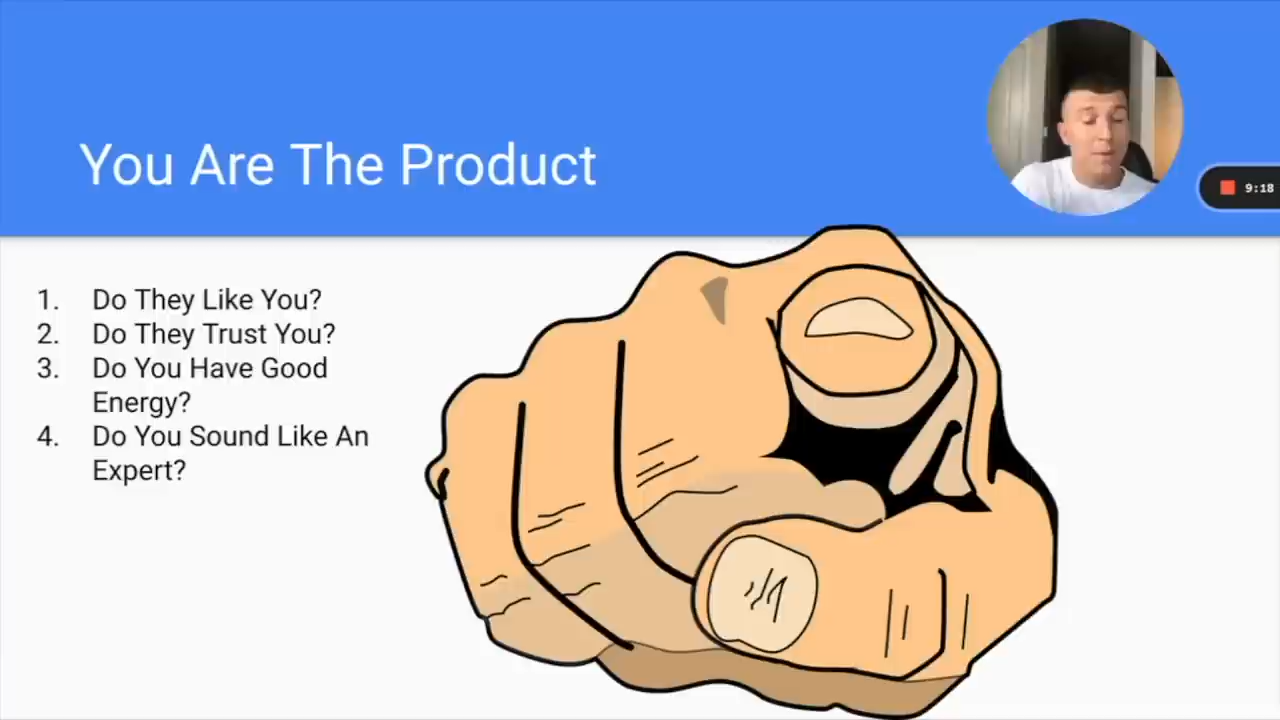 You Are The Product
9:18
1. Do They Like You?
2. Do They Trust You?
3. Do You Have Good
Energy?
4. Do You Sound Like An
Expert?